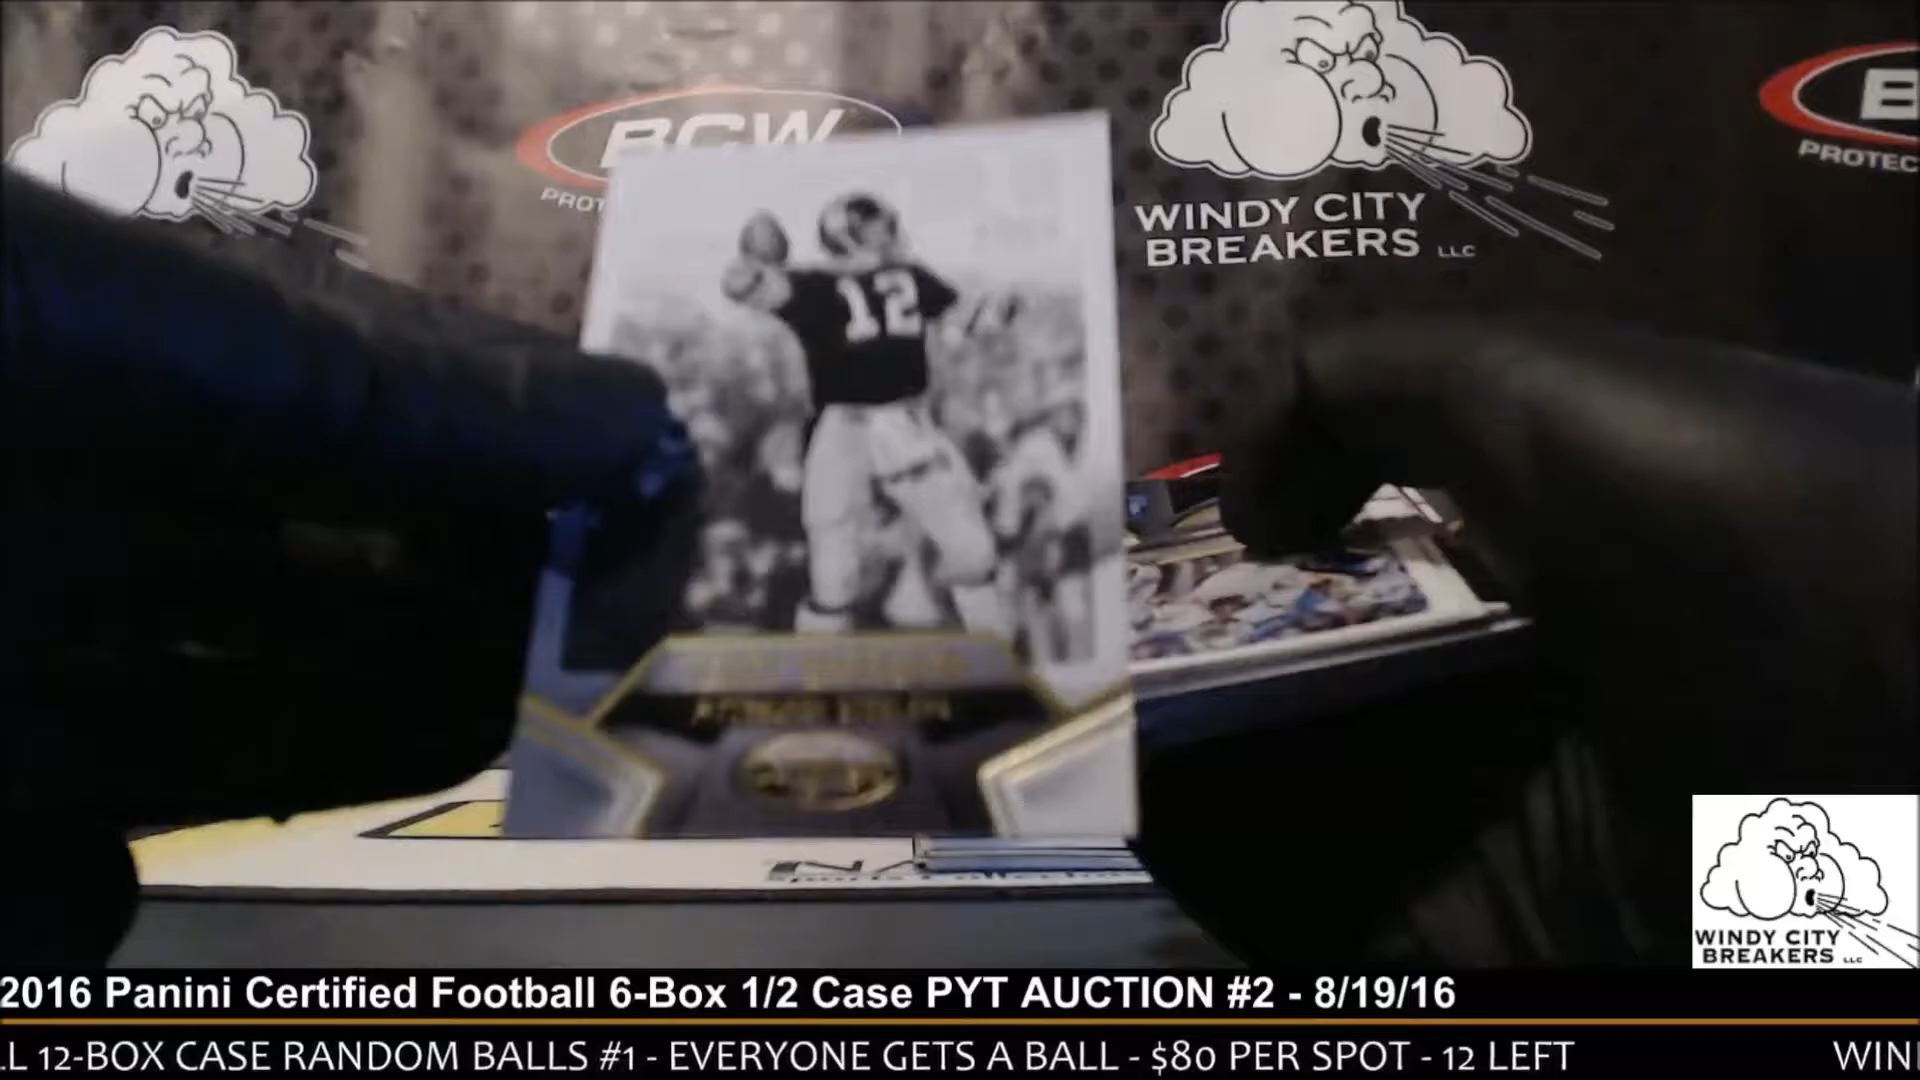 BCW
PROT
WINDY CITY
BREAKERS LLC
B
PROTEC
12
WINDY CITY
BREAKERS LLC
2016 Panini Certified Football 6-Box 1/2 Case PYT AUCTION #2 - 8/19/16
.L 12-BOX CASE RANDOM BALLS #1 - EVERYONE GETS A BALL - $80 PER SPOT - 12 LEFT
WIN